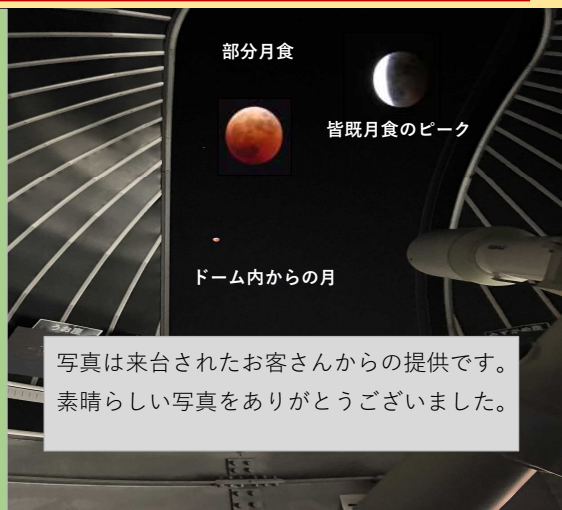 部分月食
皆既月食のピーク
ドーム内からの月
うお座
写真は来台されたお客さんからの提供です。
素晴らしい写真をありがとうございました。